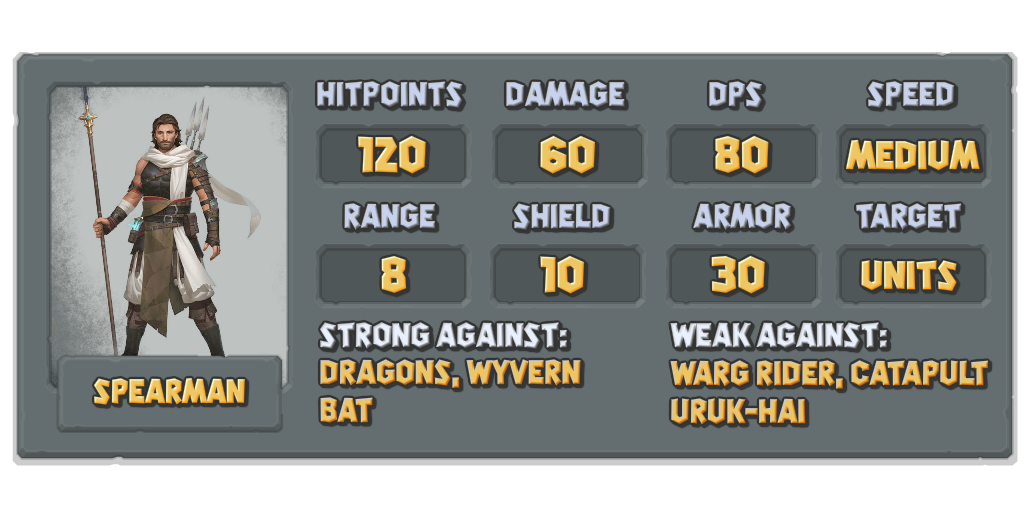 HITPOINTS DAMAGE DPS SPEED
120 60 80 MEDIUM
RANGE SHIELD ARMOR TARGET
8 10 30 UNITS
STRONG AGAINST:
DRAGONS, WYVERN
BAT
WEAK AGAINST:
WARG RIDER, CATAPULT
URUK-HAI
SPEARMAN